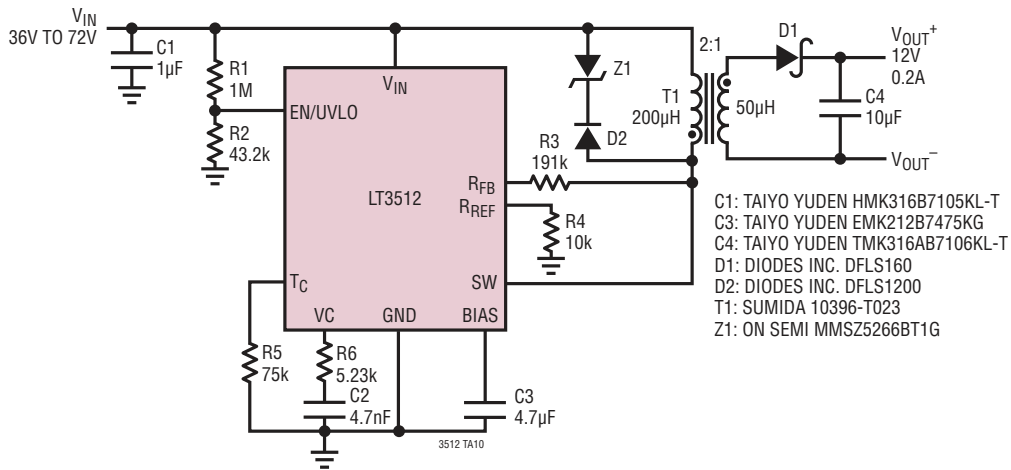 VIN
36V TO 72V
C1
1µF
R1
1M
R2
43.2k
EN/UVLO
VIN
LT3512
RFB
RREF
SW
TC
VC
GND
BIAS
Z1
D2
R3
191k
R4
10k
2:1
T1
200µH
50µH
D1
C4
10µF
VOUT+
12V
0.2A
VOUT–
R5
75k
R6
5.23k
C2
4.7nF
C3
4.7µF
3512 TA10
C1: TAIYO YUDEN HMK316B7105KL-T
C3: TAIYO YUDEN EMK212B7475KG
C4: TAIYO YUDEN TMK316AB7106KL-T
D1: DIODES INC. DFLS160
D2: DIODES INC. DFLS1200
T1: SUMIDA 10396-T023
Z1: ON SEMI MMSZ5266BT1G